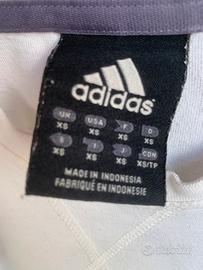 adidas
UK USA F D
XS XS XS XS
E I J CDN
XS XS XS XS/TP
MADE IN INDONESIA
FABRIQUÉ EN INDONESIE
subito